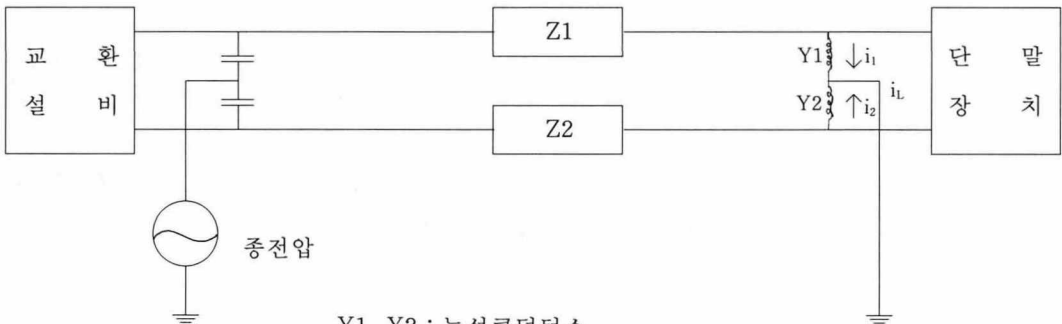 Z1
교 환
설 비
Y1 ↓i₁
단 말
장 치
Y2 ↑i₂
iL
Z2
종전압